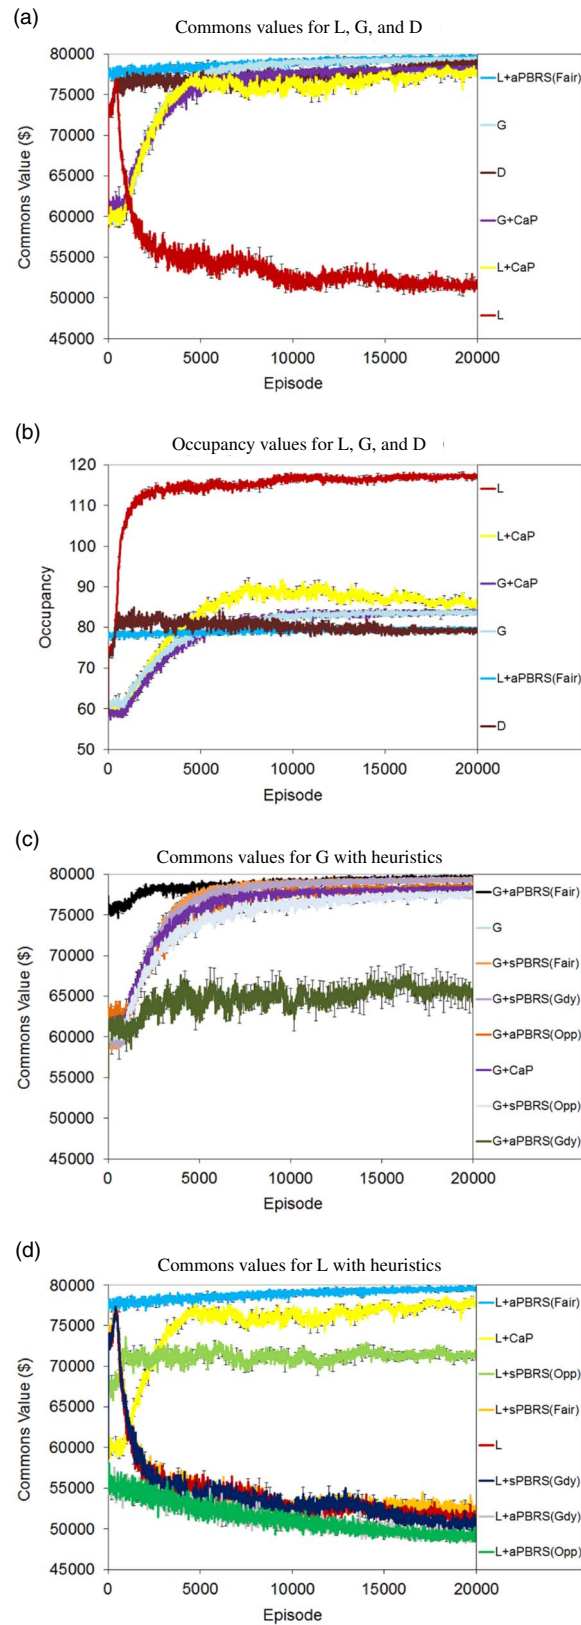 (a)
Commons values for L, G, and D
Commons Value ($)
80000
75000
70000
65000
60000
55000
50000
45000
0
5000
10000
15000
20000
Episode
L+aPBRS(Fair)
G
D
G+CaP
L+CaP
L
(b)
Occupancy values for L, G, and D
Occupancy
120
110
100
90
80
70
60
50
0
5000
10000
15000
20000
Episode
L
L+CaP
G+CaP
G
L+aPBRS(Fair)
D
(c)
Commons values for G with heuristics
Commons Value ($)
80000
75000
70000
65000
60000
55000
50000
45000
0
5000
10000
15000
20000
Episode
G+aPBRS(Fair)
G
G+sPBRS(Fair)
G+sPBRS(Gdy)
G+aPBRS(Opp)
G+CaP
G+sPBRS(Opp)
G+aPBRS(Gdy)
(d)
Commons values for L with heuristics
Commons Value ($)
80000
75000
70000
65000
60000
55000
50000
45000
0
5000
10000
15000
20000
Episode
L+aPBRS(Fair)
L+CaP
L+sPBRS(Opp)
L+sPBRS(Fair)
L
L+sPBRS(Gdy)
L+aPBRS(Gdy)
L+aPBRS(Opp)